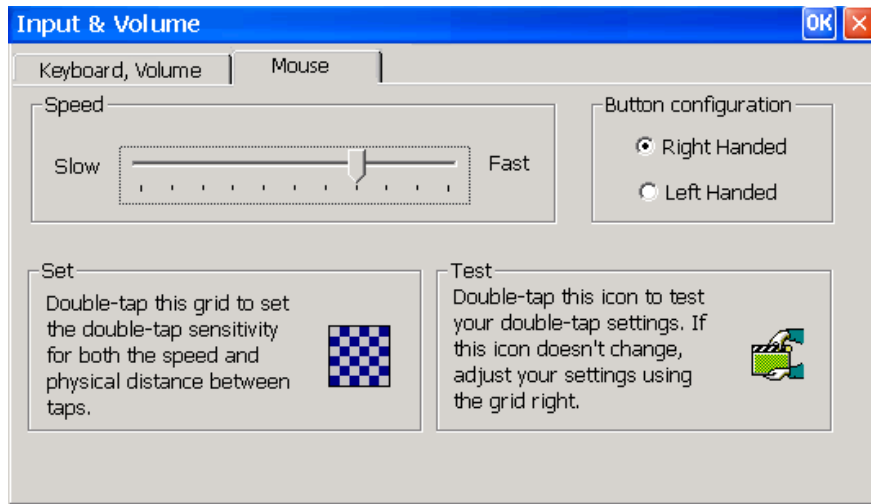 Input & Volume OK
Keyboard, Volume Mouse
Speed
Slow Fast
Button configuration
Right Handed
Left Handed
Set
Double-tap this grid to set
the double-tap sensitivity
for both the speed and
physical distance between
taps.
Test
Double-tap this icon to test
your double-tap settings. If
this icon doesn't change,
adjust your settings using
the grid right.